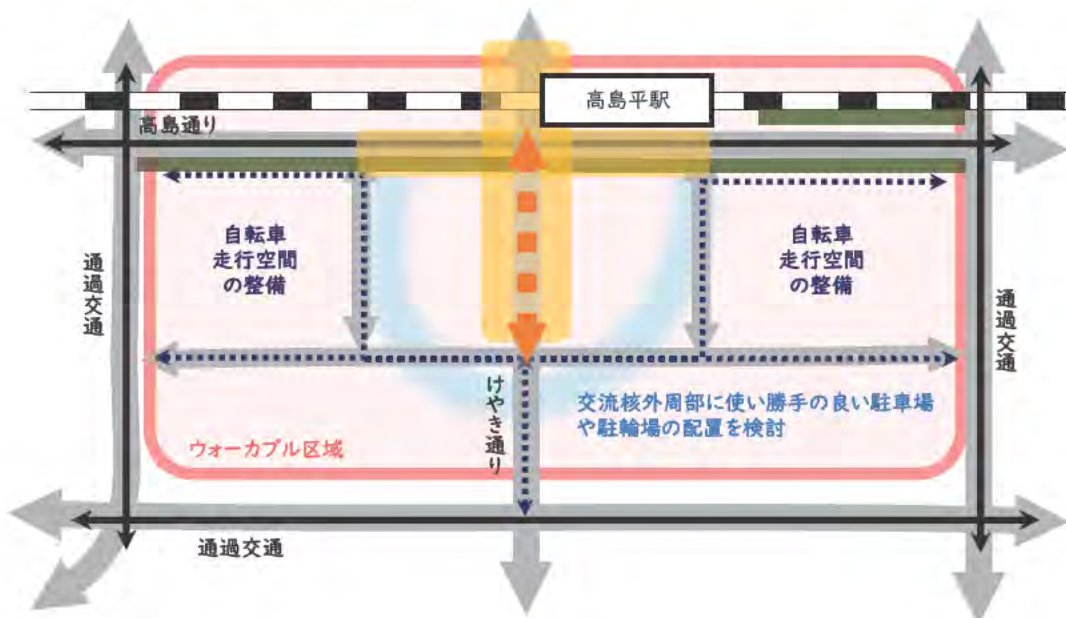 高島平駅
高島通り
自転車
走行空間
の整備
自転車
走行空間
の整備
通過交通
通過交通
けやき通り
交流核外周部に使い勝手の良い駐車場
や駐輪場の配置を検討
ウォーカブル区域
通過交通